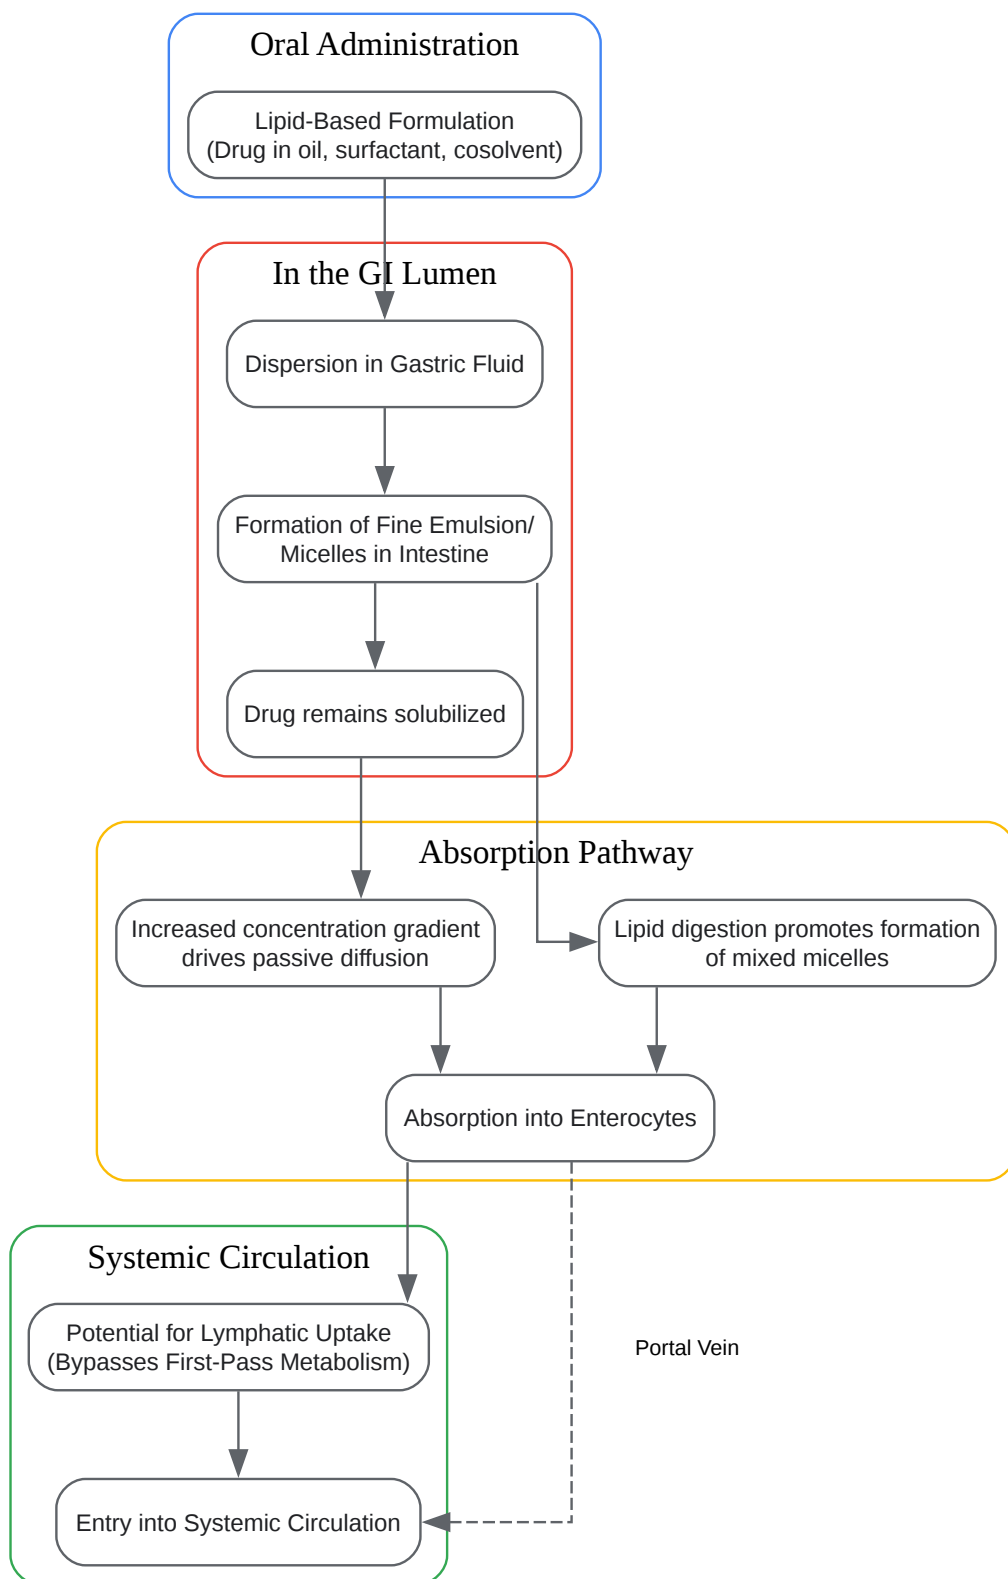 Oral Administration
Lipid-Based Formulation
(Drug in oil, surfactant, cosolvent)
In the GI Lumen
Dispersion in Gastric Fluid
Formation of Fine Emulsion/
Micelles in Intestine
Drug remains solubilized
Absorption Pathway
Increased concentration gradient
drives passive diffusion
Lipid digestion promotes formation
of mixed micelles
Absorption into Enterocytes
Systemic Circulation
Potential for Lymphatic Uptake
(Bypasses First-Pass Metabolism)
Portal Vein
Entry into Systemic Circulation